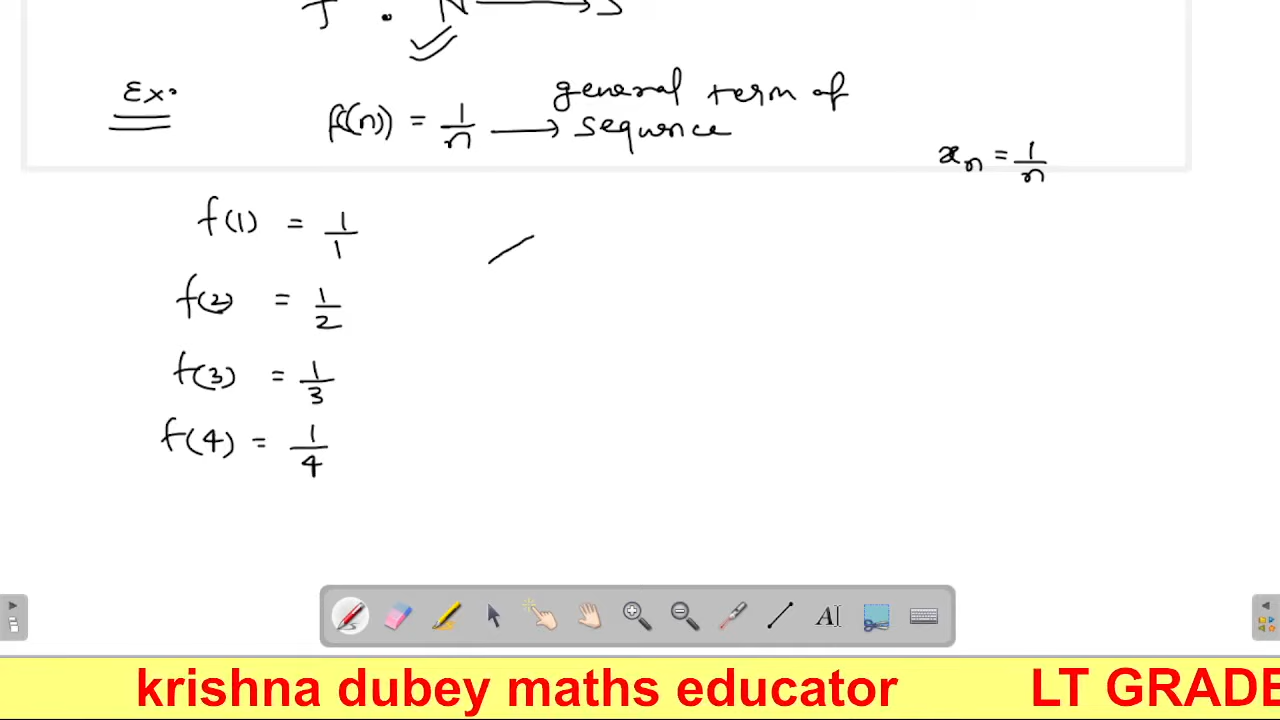 f : N → S
Ex:
general term of
f(n) = 1/n → sequence
xₙ = 1/n
f(1) = 1/1
f(2) = 1/2
f(3) = 1/3
f(4) = 1/4
AI
krishna dubey maths educator LT GRADE